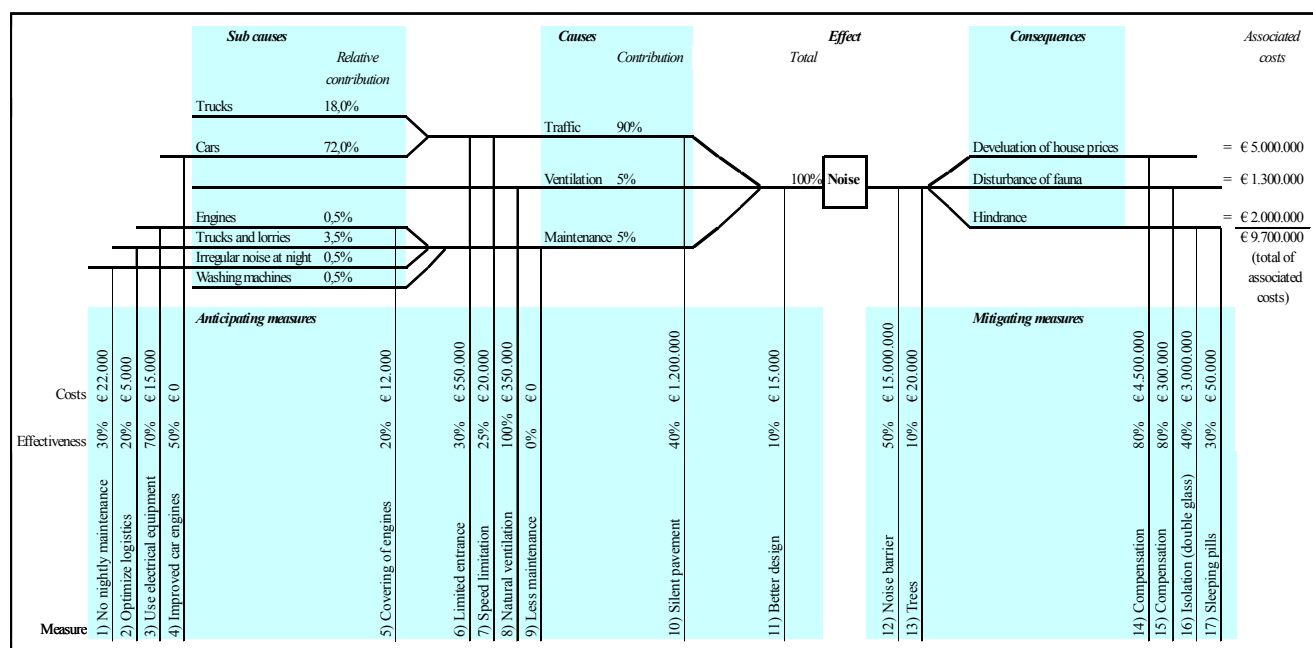 Sub causes Causes Effect Consequences Associated
Relative Contribution Total costs
contribution
Trucks 18,0%
Traffic 90%
Cars 72,0% Develuation of house prices = € 5.000.000
Ventilation 5% 100% Noise Disturbance of fauna = € 1.300.000
Engines 0,5% Hindrance = € 2.000.000
Trucks and lorries 3,5% Maintenance 5% € 9.700.000
Irregular noise at night 0,5% (total of
Washing machines 0,5% associated
costs)
Anticipating measures Mitigating measures
Costs € 22.000 € 5.000 € 15.000 € 0 € 12.000 € 550.000 € 20.000 € 350.000 € 0 € 1.200.000 € 15.000 € 15.000.000 € 20.000 € 4.500.000 € 300.000 € 3.000.000 € 50.000
Effectiveness 30% 20% 70% 50% 20% 30% 25% 100% 0% 40% 10% 50% 10% 80% 80% 40% 30%
Measure 1) No nightly maintenance 2) Optimize logistics 3) Use electrical equipment 4) Improved car engines 5) Covering of engines 6) Limited entrance 7) Speed limitation 8) Natural ventilation 9) Less maintenance 10) Silent pavement 11) Better design 12) Noise barrier 13) Trees 14) Compensation 15) Compensation 16) Isolation (double glass) 17) Sleeping pills